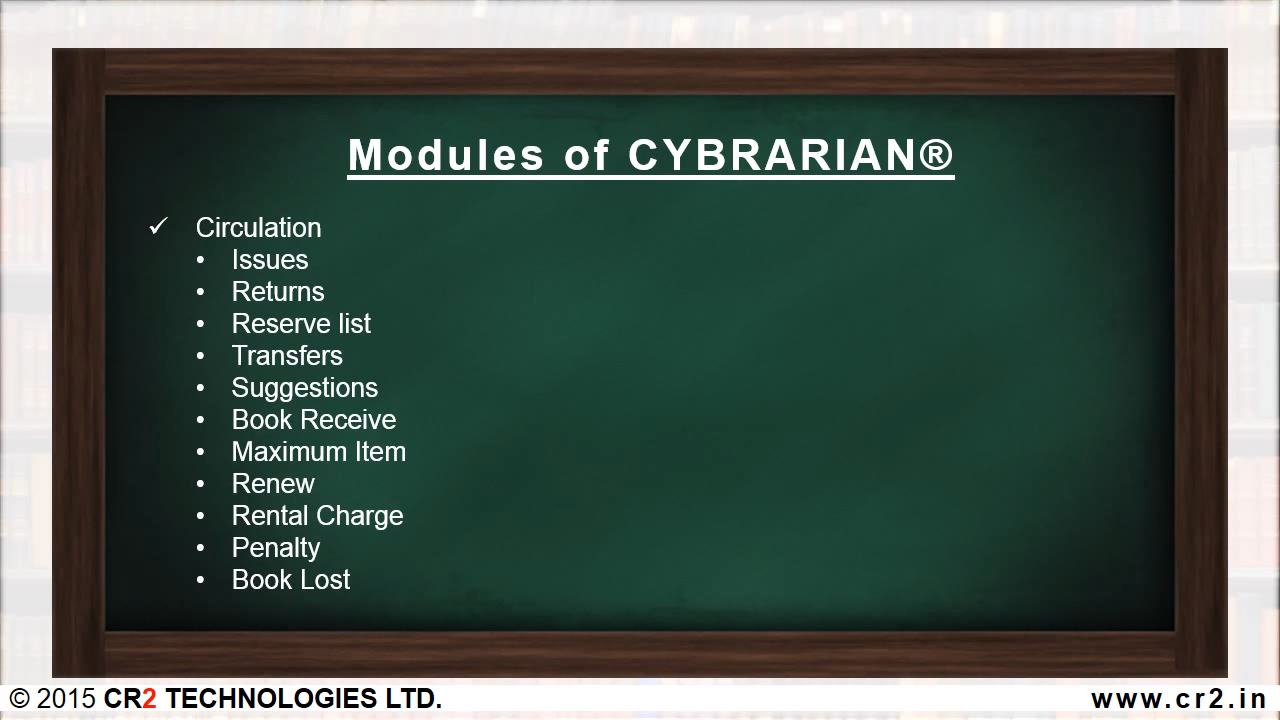 Modules of CYBRARIAN®
✓ Circulation
• Issues
• Returns
• Reserve list
• Transfers
• Suggestions
• Book Receive
• Maximum Item
• Renew
• Rental Charge
• Penalty
• Book Lost
© 2015 CR2 TECHNOLOGIES LTD.
www.cr2.in